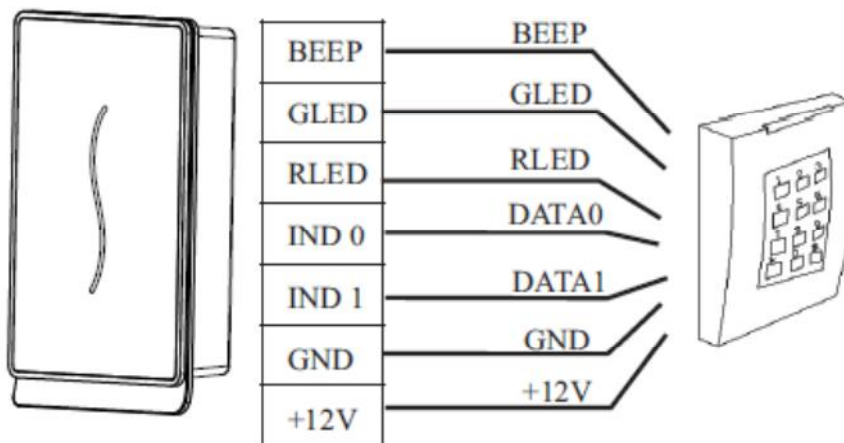 BEEP BEEP
GLED GLED
RLED RLED
IND 0 DATA0
IND 1 DATA1
GND GND
+12V +12V